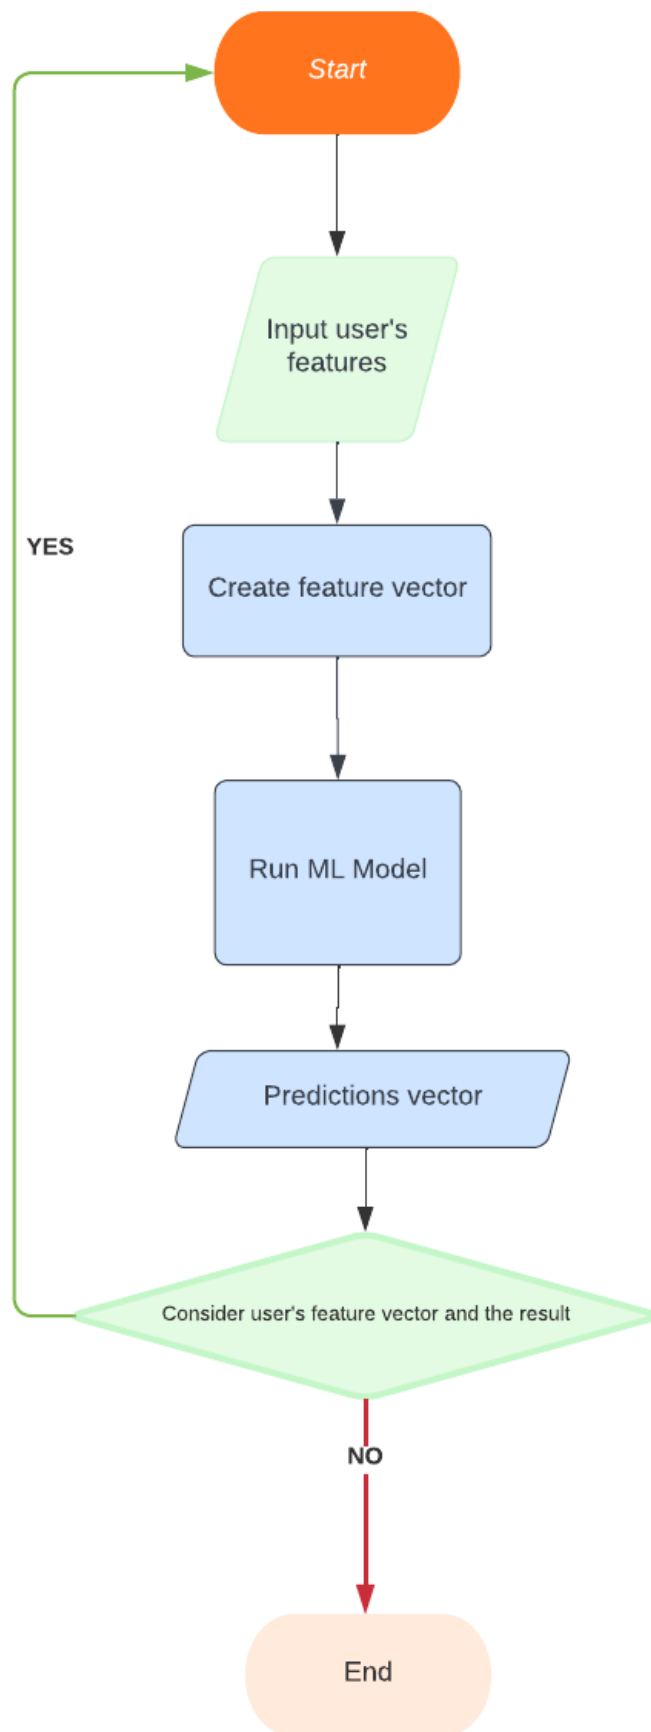 Start
Input user's
features
YES
Create feature vector
Run ML Model
Predictions vector
Consider user's feature vector and the result
NO
End